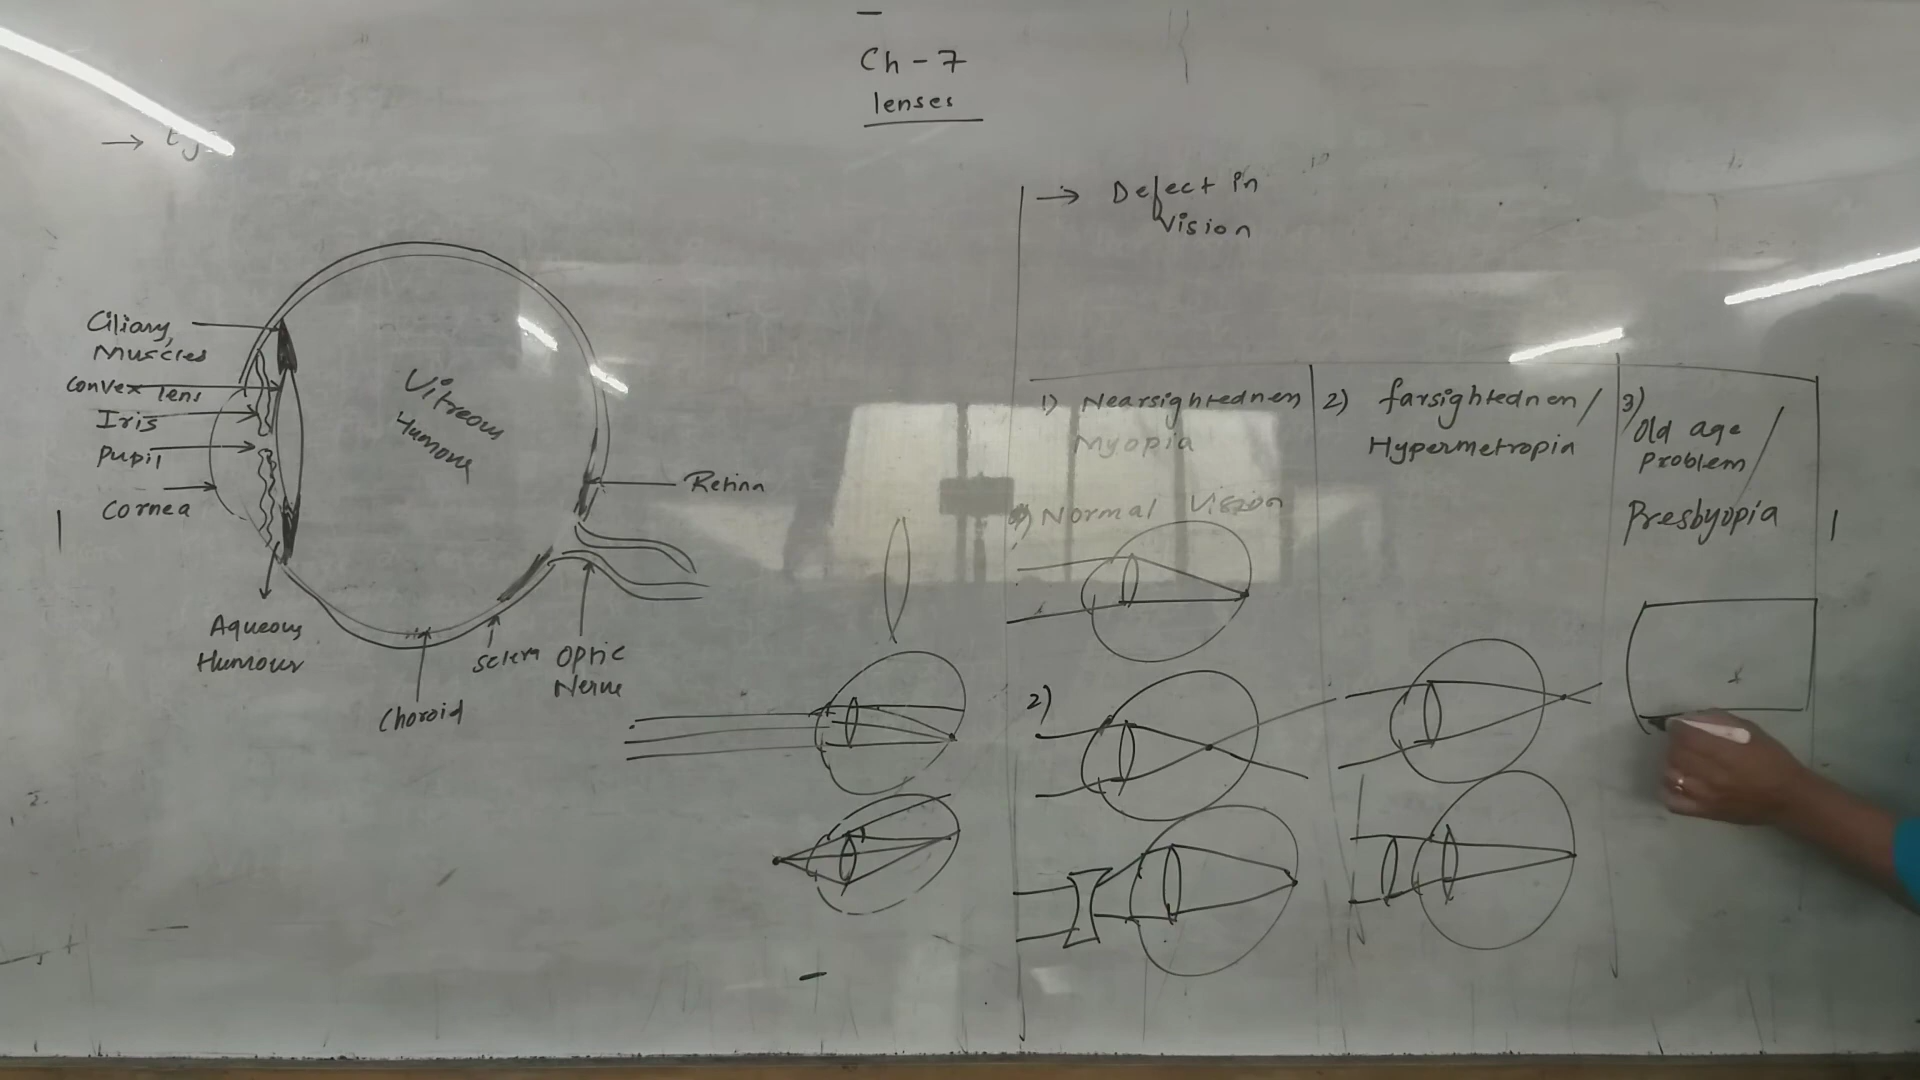 Ch - 7
lenses
→
→ Defect in
Vision
Ciliary
Muscles
Convex lens
Iris
Pupil
Cornea
Vitreous
Humour
Retina
Aqueous
Humour
Choroid
Sclera
Optic
Nerve
1) Nearsightedness
Myopia
Normal Vision
2)
2) farsightedness/
Hypermetropia
3)
Old age
Problem /
Presbyopia